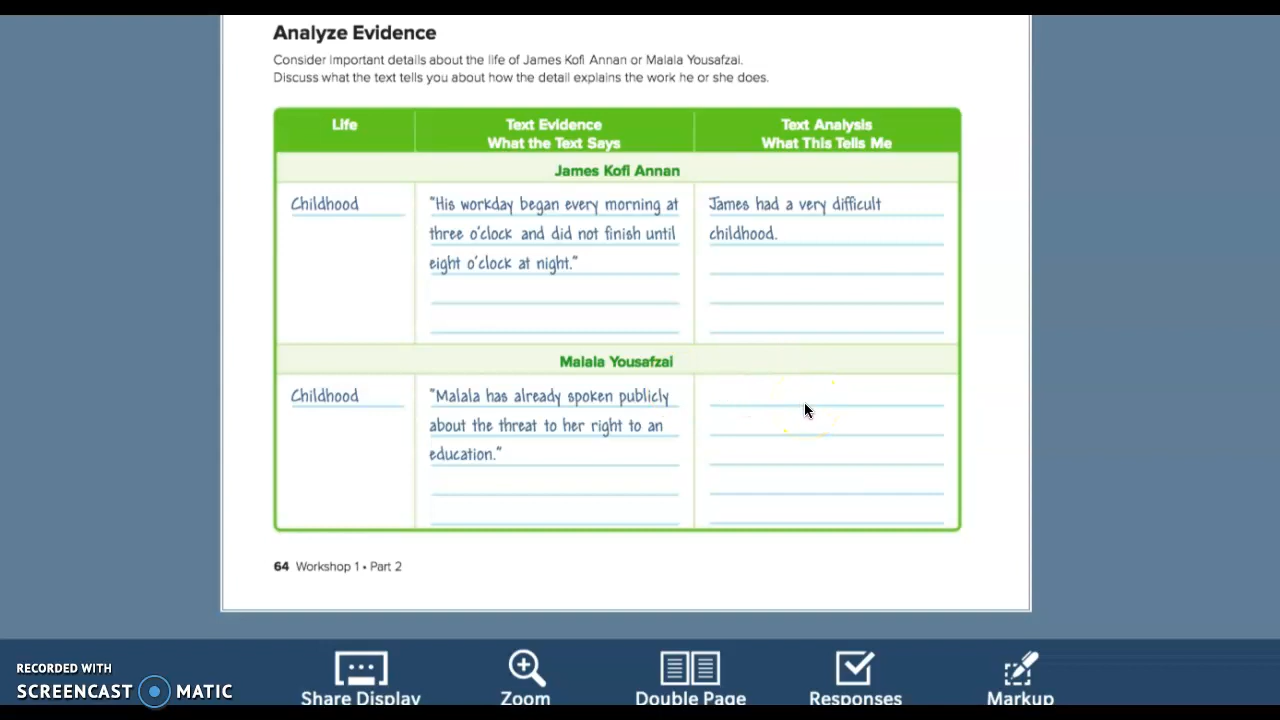 Analyze Evidence
Consider important details about the life of James Kofi Annan or Malala Yousafzai.
Discuss what the text tells you about how the detail explains the work he or she does.
Life
Text Evidence
What the Text Says
Text Analysis
What This Tells Me
James Kofi Annan
Childhood
"His workday began every morning at
three o'clock and did not finish until
eight o'clock at night."
James had a very difficult
childhood.
Malala Yousafzai
Childhood
"Malala has already spoken publicly
about the threat to her right to an
education."
64 Workshop 1 • Part 2
RECORDED WITH
SCREENCAST MATIC
Share Display
Zoom
Double Page
Responses
Markup